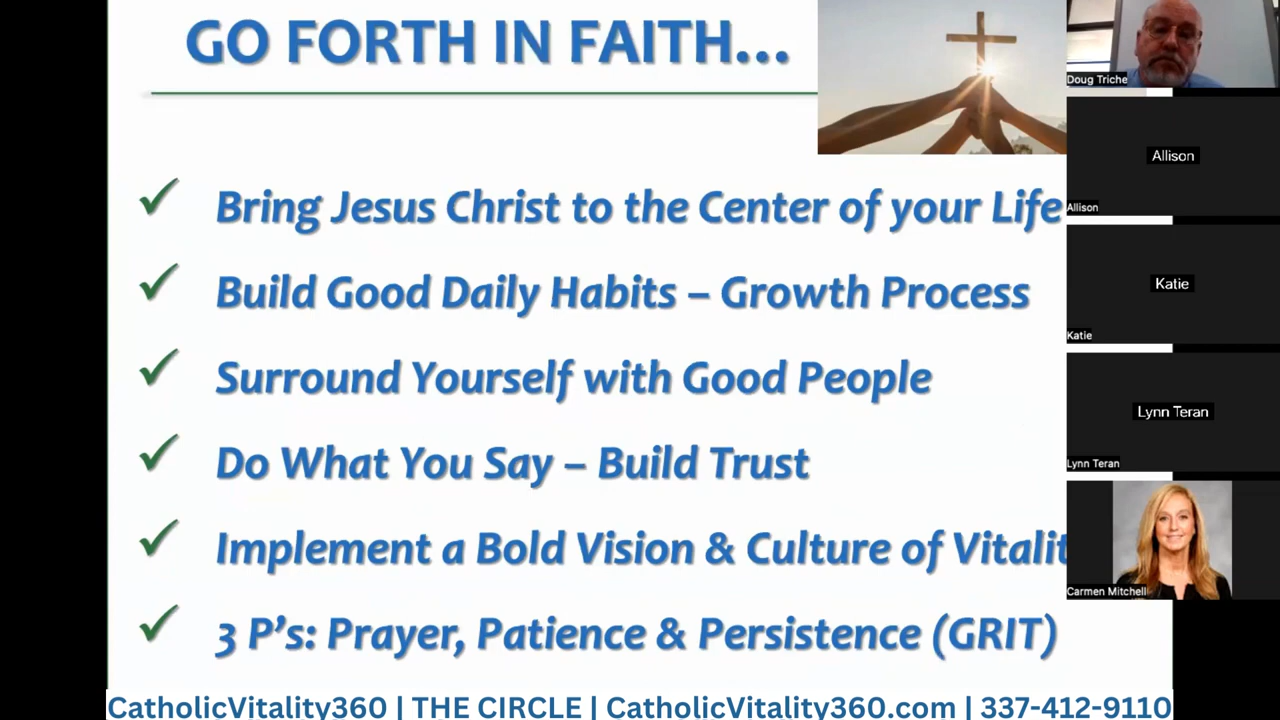 GO FORTH IN FAITH...
Bring Jesus Christ to the Center of your Life
Build Good Daily Habits – Growth Process
Surround Yourself with Good People
Do What You Say – Build Trust
Implement a Bold Vision & Culture of Vitalit
3 P's: Prayer, Patience & Persistence (GRIT)
CatholicVitality360 | THE CIRCLE | CatholicVitality360.com | 337-412-9110
Doug Triche
Allison
Allison
Katie
Katie
Lynn Teran
Lynn Teran
Carmen Mitchell